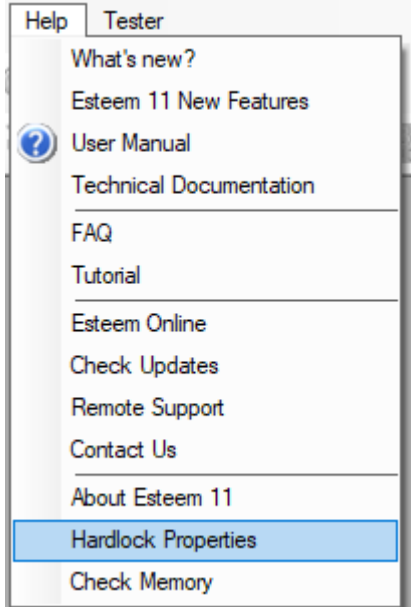 Help Tester
What's new?
Esteem 11 New Features
User Manual
Technical Documentation
FAQ
Tutorial
Esteem Online
Check Updates
Remote Support
Contact Us
About Esteem 11
Hardlock Properties
Check Memory